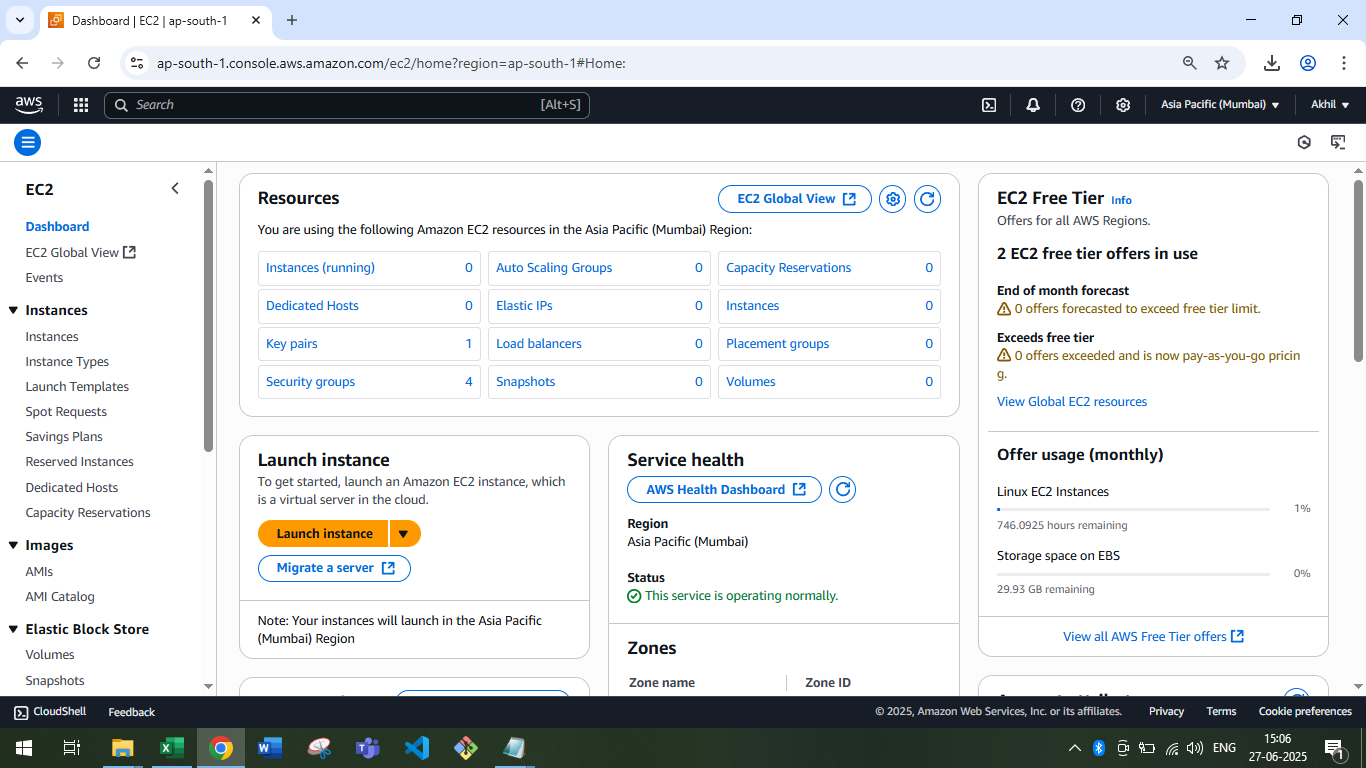 Dashboard | EC2 | ap-south-1
ap-south-1.console.aws.amazon.com/ec2/home?region=ap-south-1#Home:
aws
Search
[Alt+S]
Asia Pacific (Mumbai)
Akhil
EC2
Dashboard
EC2 Global View
Events
Instances
Instances
Instance Types
Launch Templates
Spot Requests
Savings Plans
Reserved Instances
Dedicated Hosts
Capacity Reservations
Images
AMIs
AMI Catalog
Elastic Block Store
Volumes
Snapshots
Resources
EC2 Global View
You are using the following Amazon EC2 resources in the Asia Pacific (Mumbai) Region:
Instances (running) 0
Auto Scaling Groups 0
Capacity Reservations 0
Dedicated Hosts 0
Elastic IPs 0
Instances 0
Key pairs 1
Load balancers 0
Placement groups 0
Security groups 4
Snapshots 0
Volumes 0
Launch instance
To get started, launch an Amazon EC2 instance, which
is a virtual server in the cloud.
Launch instance
Migrate a server
Note: Your instances will launch in the Asia Pacific
(Mumbai) Region
Service health
AWS Health Dashboard
Region
Asia Pacific (Mumbai)
Status
This service is operating normally.
Zones
Zone name
Zone ID
EC2 Free Tier Info
Offers for all AWS Regions.
2 EC2 free tier offers in use
End of month forecast
0 offers forecasted to exceed free tier limit.
Exceeds free tier
0 offers exceeded and is now pay-as-you-go pricin
g.
View Global EC2 resources
Offer usage (monthly)
Linux EC2 Instances
1%
746.0925 hours remaining
Storage space on EBS
0%
29.93 GB remaining
View all AWS Free Tier offers
CloudShell
Feedback
© 2025, Amazon Web Services, Inc. or its affiliates.
Privacy
Terms
Cookie preferences
ENG
15:06
27-06-2025
1